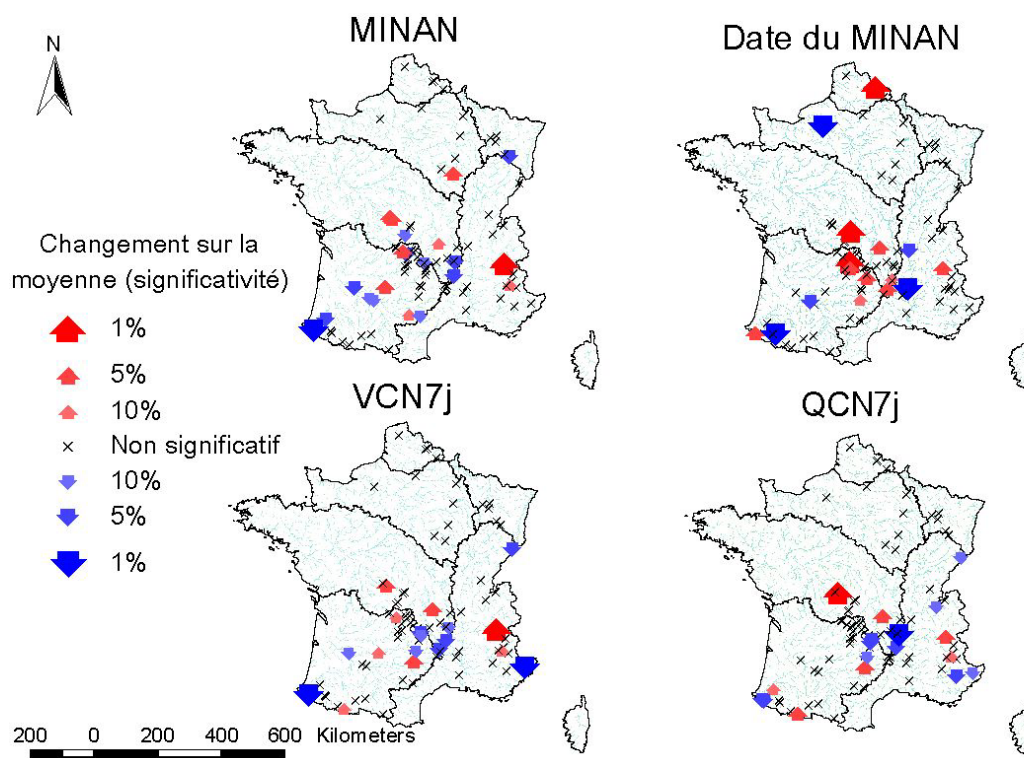 MINAN
Date du MINAN
N
Changement sur la
moyenne (significativité)
1%
5%
10%
Non significatif
10%
5%
1%
VCN7j
QCN7j
200 0 200 400 600 Kilometers